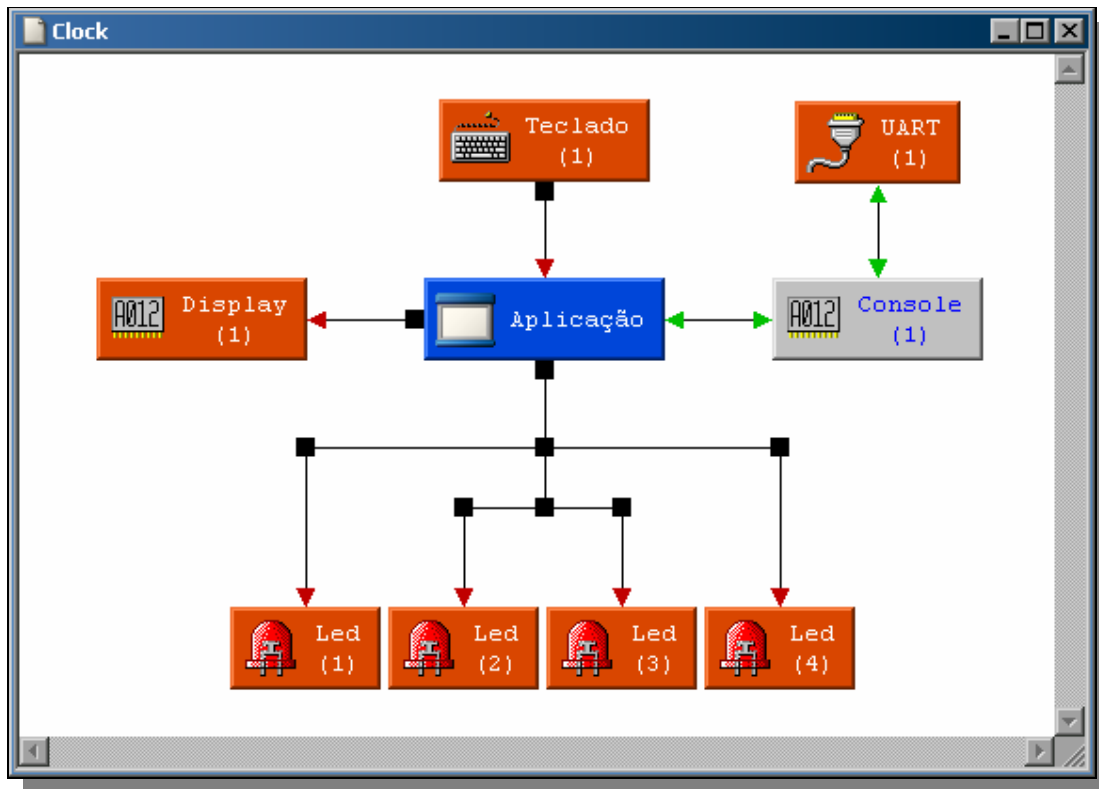 Clock
Teclado
(1)
UART
(1)
A012
Display
(1)
Aplicação
A012
Console
(1)
Led
(1)
Led
(2)
Led
(3)
Led
(4)